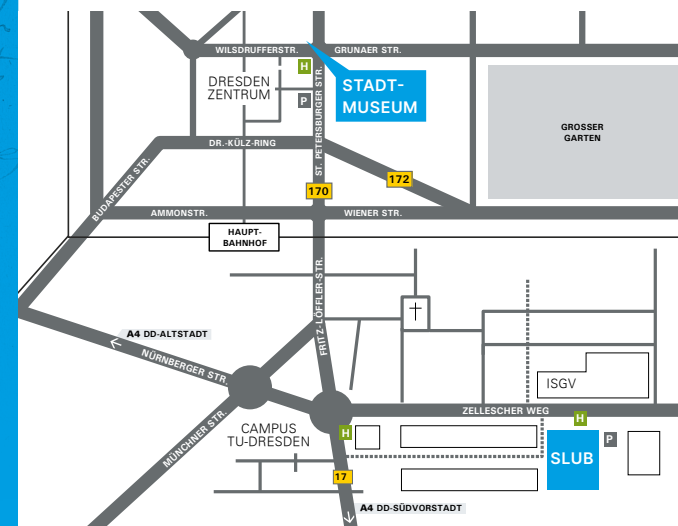 WILSDRUFFERSTR.
GRUNAER STR.
H
DRESDEN
ZENTRUM
P
STADT-
MUSEUM
ST. PETERSBURGER STR.
GROSSER
GARTEN
DR.-KÜLZ-RING
BUDAPESTER STR.
170
172
AMMONSTR.
WIENER STR.
HAUPT-
BAHNHOF
FRITZ-LÖFFLER-STR.
A4 DD-ALTSTADT
NÜRNBERGER STR.
ISGV
ZELLESCHER WEG
MÜNCHNER STR.
CAMPUS
TU-DRESDEN
H
H
P
SLUB
17
A4 DD-SÜDVORSTADT